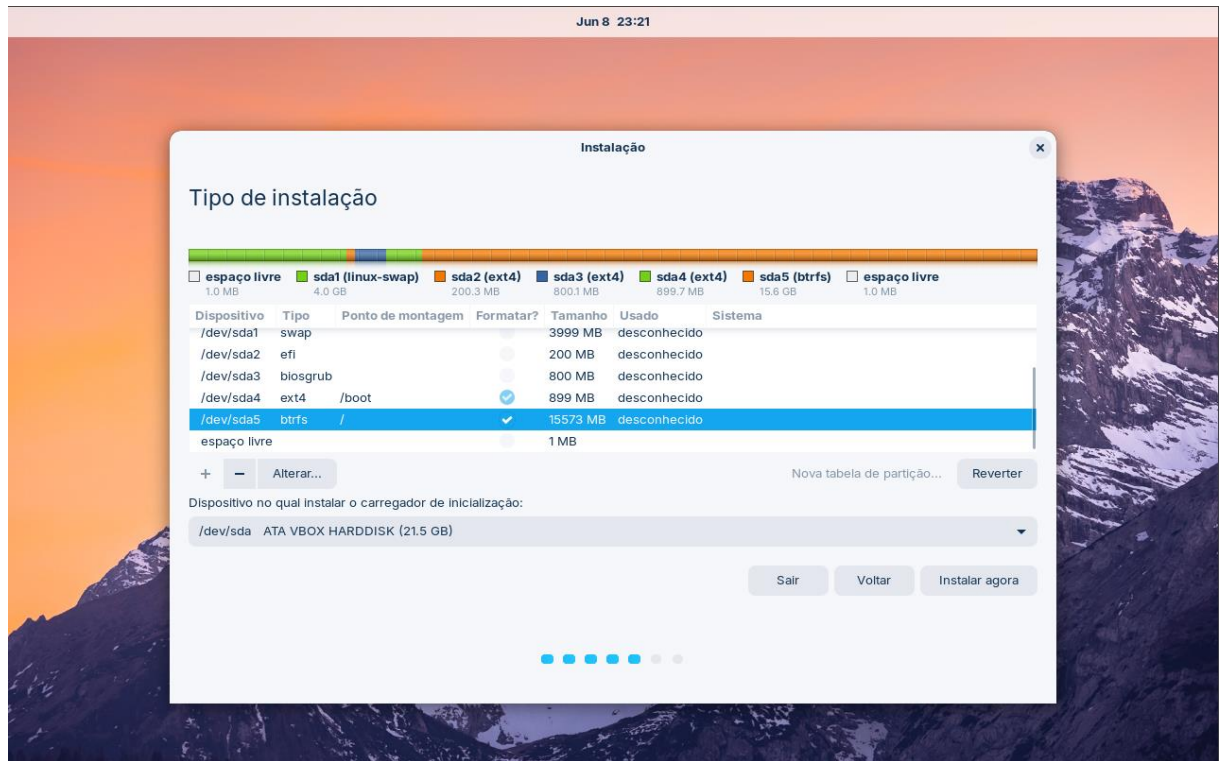 Jun 8 23:21
Instalação
Tipo de instalação
espaço livre sda1 (linux-swap) sda2 (ext4) sda3 (ext4) sda4 (ext4) sda5 (btrfs) espaço livre
1.0 MB 4.0 GB 200.3 MB 800.1 MB 899.7 MB 15.6 GB 1.0 MB
Dispositivo Tipo Ponto de montagem Formatar? Tamanho Usado Sistema
/dev/sda1 swap 3999 MB desconhecido
/dev/sda2 efi 200 MB desconhecido
/dev/sda3 biosgrub 800 MB desconhecido
/dev/sda4 ext4 /boot 899 MB desconhecido
/dev/sda5 btrfs / 15573 MB desconhecido
espaço livre 1 MB
+ − Alterar... Nova tabela de partição... Reverter
Dispositivo no qual instalar o carregador de inicialização:
/dev/sda ATA VBOX HARDDISK (21.5 GB)
Sair Voltar Instalar agora